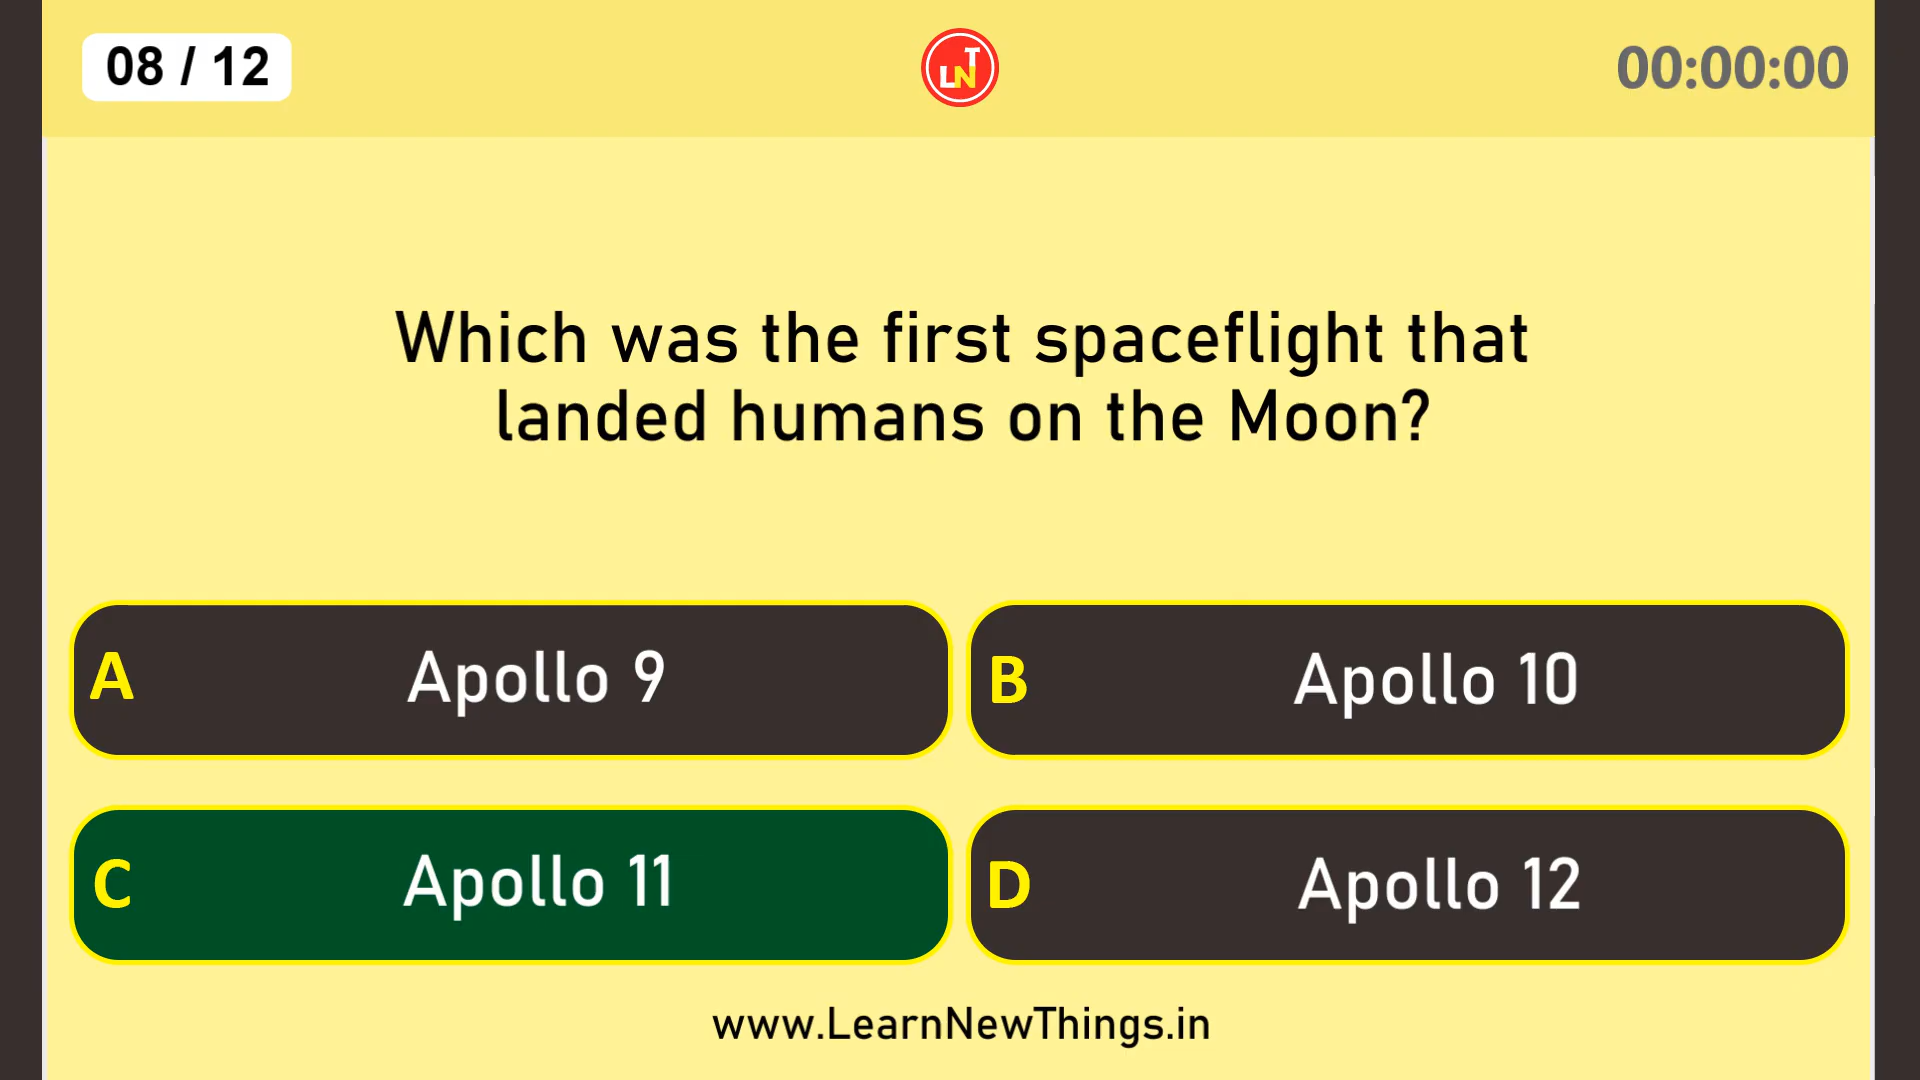 08 / 12
LNT
00:00:00
Which was the first spaceflight that
landed humans on the Moon?
A Apollo 9
B Apollo 10
C Apollo 11
D Apollo 12
www.LearnNewThings.in